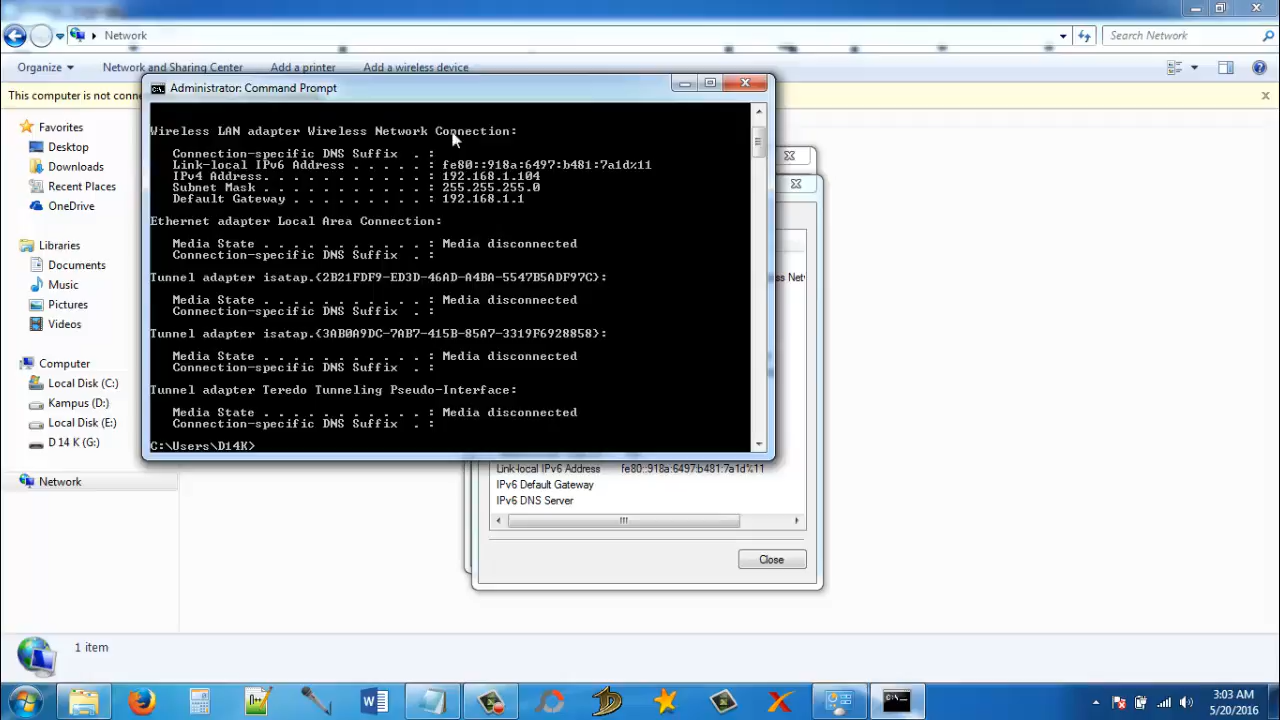 Network
Search Network
Organize
Network and Sharing Center
Add a printer
Add a wireless device
This computer is not conne
Favorites
Desktop
Downloads
Recent Places
OneDrive
Libraries
Documents
Music
Pictures
Videos
Computer
Local Disk (C:)
Kampus (D:)
Local Disk (E:)
D 14 K (G:)
Network
Administrator: Command Prompt
Wireless LAN adapter Wireless Network Connection:
Connection-specific DNS Suffix . :
Link-local IPv6 Address . . . . . : fe80::918a:6497:b481:7a1d%11
IPv4 Address. . . . . . . . . . . : 192.168.1.104
Subnet Mask . . . . . . . . . . . : 255.255.255.0
Default Gateway . . . . . . . . . : 192.168.1.1
Ethernet adapter Local Area Connection:
Media State . . . . . . . . . . . : Media disconnected
Connection-specific DNS Suffix . :
Tunnel adapter isatap.{2B21FDF9-ED3D-46AD-A4BA-5547B5ADF97C}:
Media State . . . . . . . . . . . : Media disconnected
Connection-specific DNS Suffix . :
Tunnel adapter isatap.{3AB0A9DC-7AB7-415B-85A7-3319F6928858}:
Media State . . . . . . . . . . . : Media disconnected
Connection-specific DNS Suffix . :
Tunnel adapter Teredo Tunneling Pseudo-Interface:
Media State . . . . . . . . . . . : Media disconnected
Connection-specific DNS Suffix . :
C:\Users\D14K>
ss Netw
Link-local IPv6 Address fe80::918a:6497:b481:7a1d%11
IPv6 Default Gateway
IPv6 DNS Server
Close
1 item
3:03 AM
5/20/2016